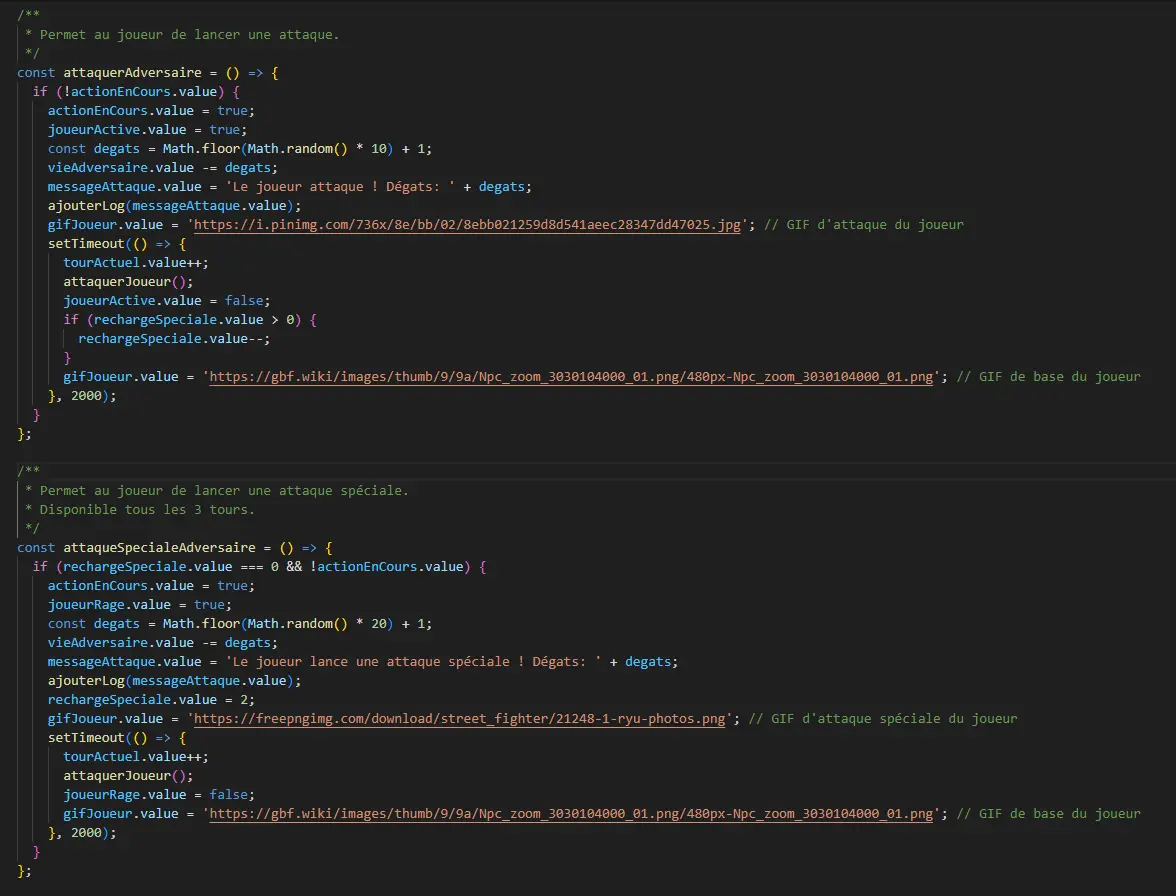 /**
* Permet au joueur de lancer une attaque.
*/
const attaquerAdversaire = () => {
if (!actionEnCours.value) {
actionEnCours.value = true;
joueurActive.value = true;
const degats = Math.floor(Math.random() * 10) + 1;
vieAdversaire.value -= degats;
messageAttaque.value = 'Le joueur attaque ! Dégats: ' + degats;
ajouterLog(messageAttaque.value);
gifJoueur.value = 'https://i.pinimg.com/736x/8e/bb/02/8ebb021259d8d541aeec28347dd47025.jpg'; // GIF d'attaque du joueur
setTimeout(() => {
tourActuel.value++;
attaquerJoueur();
joueurActive.value = false;
if (rechargeSpeciale.value > 0) {
rechargeSpeciale.value--;
}
gifJoueur.value = 'https://gbf.wiki/images/thumb/9/9a/Npc_zoom_3030104000_01.png/480px-Npc_zoom_3030104000_01.png'; // GIF de base du joueur
}, 2000);
}
};
/**
* Permet au joueur de lancer une attaque spéciale.
* Disponible tous les 3 tours.
*/
const attaqueSpecialeAdversaire = () => {
if (rechargeSpeciale.value === 0 && !actionEnCours.value) {
actionEnCours.value = true;
joueurRage.value = true;
const degats = Math.floor(Math.random() * 20) + 1;
vieAdversaire.value -= degats;
messageAttaque.value = 'Le joueur lance une attaque spéciale ! Dégats: ' + degats;
ajouterLog(messageAttaque.value);
rechargeSpeciale.value = 2;
gifJoueur.value = 'https://freepngimg.com/download/street_fighter/21248-1-ryu-photos.png'; // GIF d'attaque spéciale du joueur
setTimeout(() => {
tourActuel.value++;
attaquerJoueur();
joueurRage.value = false;
gifJoueur.value = 'https://gbf.wiki/images/thumb/9/9a/Npc_zoom_3030104000_01.png/480px-Npc_zoom_3030104000_01.png'; // GIF de base du joueur
}, 2000);
}
};